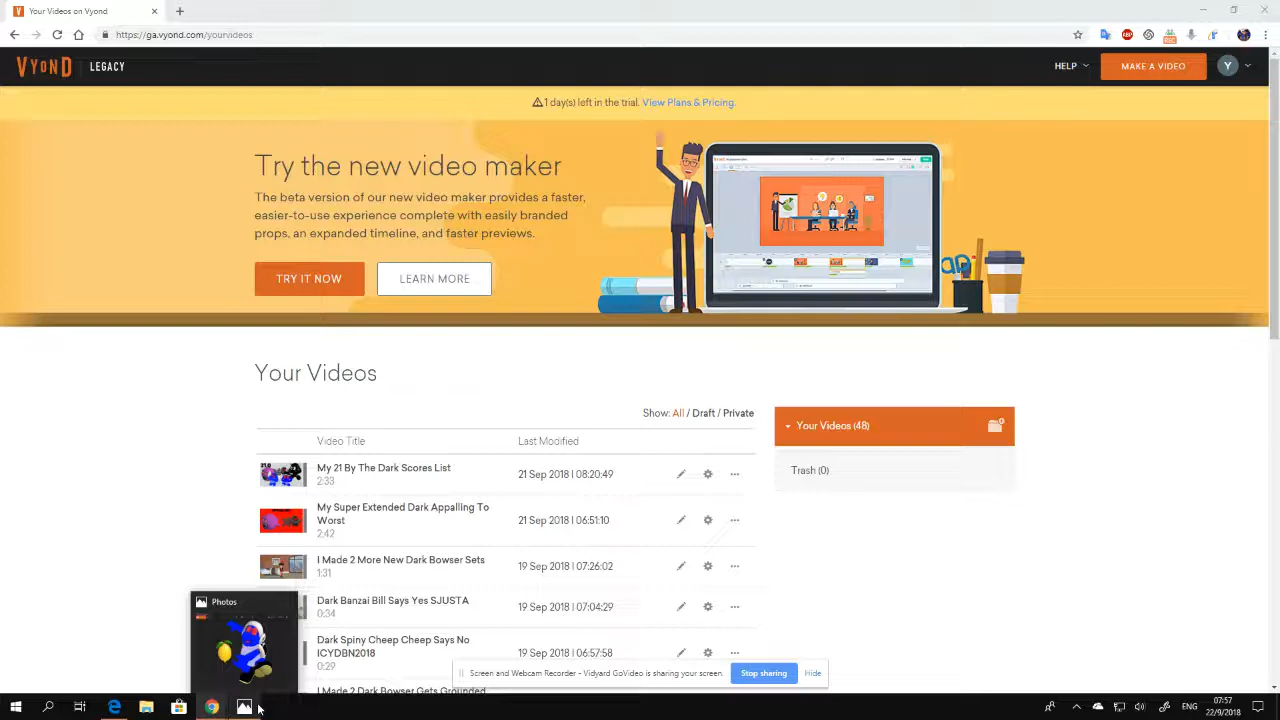 Your Videos on Vyond
https://ga.vyond.com/yourvideos
VYOND LEGACY
HELP
MAKE A VIDEO
Y
1 day(s) left in the trial. View Plans & Pricing.
Try the new video maker
The beta version of our new video maker provides a faster,
easier-to-use experience complete with easily branded
props, an expanded timeline, and faster previews.
TRY IT NOW
LEARN MORE
Your Videos
Show: All / Draft / Private
Video Title
Last Modified
My 21 By The Dark Scores List
2:33
21 Sep 2018 | 08:20:49
My Super Extended Dark Appalling To
Worst
2:42
21 Sep 2018 | 06:51:10
I Made 2 More New Dark Bowser Sets
1:31
19 Sep 2018 | 07:26:02
Dark Banzai Bill Says Yes SJUSTA
0:34
19 Sep 2018 | 07:04:29
Dark Spiny Cheep Cheep Says No
ICYDBN2018
0:29
19 Sep 2018 | 06:57:58
I Made 2 Dark Bowser Gets Grounded
Your Videos (48)
Trash (0)
Photos
Screen and Webcam Recorder - Vidyard GoVideo is sharing your screen.
Stop sharing
Hide
ENG
07:57
22/9/2018